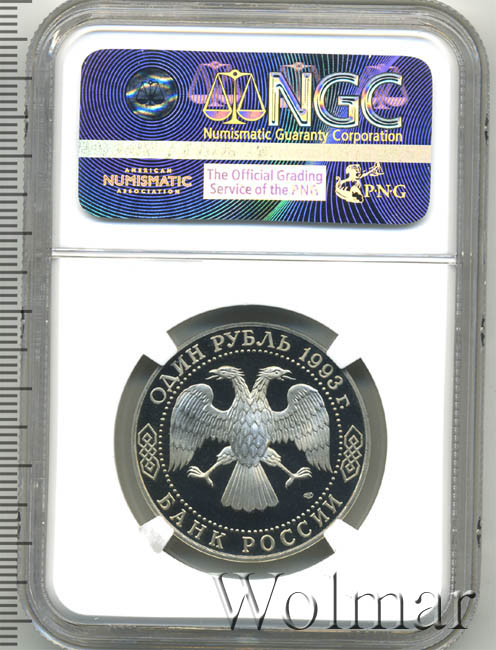 NGC
Numismatic Guaranty Corporation
AMERICAN
NUMISMATIC
ASSOCIATION
The Official Grading
Service of the PNG
PNG
ОДИН РУБЛЬ 1993 г.
БАНК РОССИИ
Wolmar